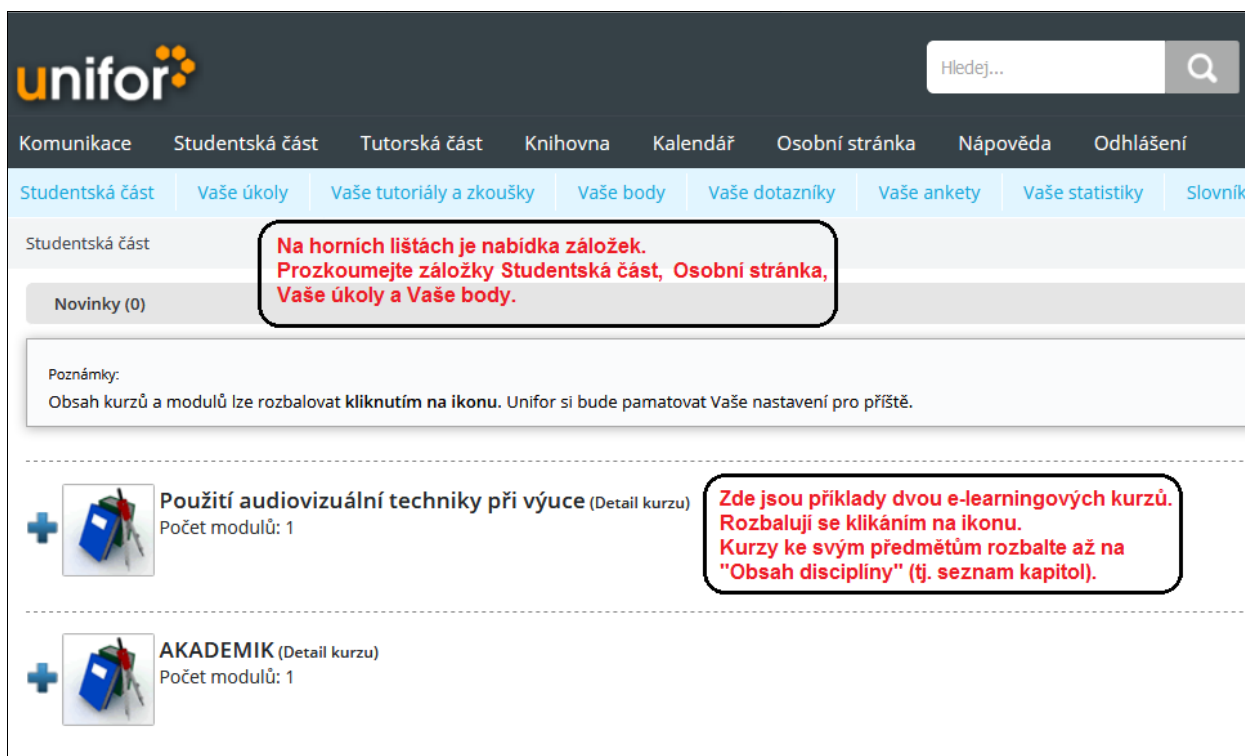 unifor
Hledej...
Komunikace Studentská část Tutorská část Knihovna Kalendář Osobní stránka Nápověda Odhlášení
Studentská část Vaše úkoly Vaše tutoriály a zkoušky Vaše body Vaše dotazníky Vaše ankety Vaše statistiky Slovník
Studentská část
Na horních lištách je nabídka záložek.
Prozkoumejte záložky Studentská část, Osobní stránka,
Vaše úkoly a Vaše body.
Novinky (0)
Poznámky:
Obsah kurzů a modulů lze rozbalovat kliknutím na ikonu. Unifor si bude pamatovat Vaše nastavení pro příště.
Použití audiovizuální techniky při výuce (Detail kurzu)
Počet modulů: 1
Zde jsou příklady dvou e-learningových kurzů.
Rozbalují se klikáním na ikonu.
Kurzy ke svým předmětům rozbalte až na
"Obsah disciplíny" (tj. seznam kapitol).
AKADEMIK (Detail kurzu)
Počet modulů: 1